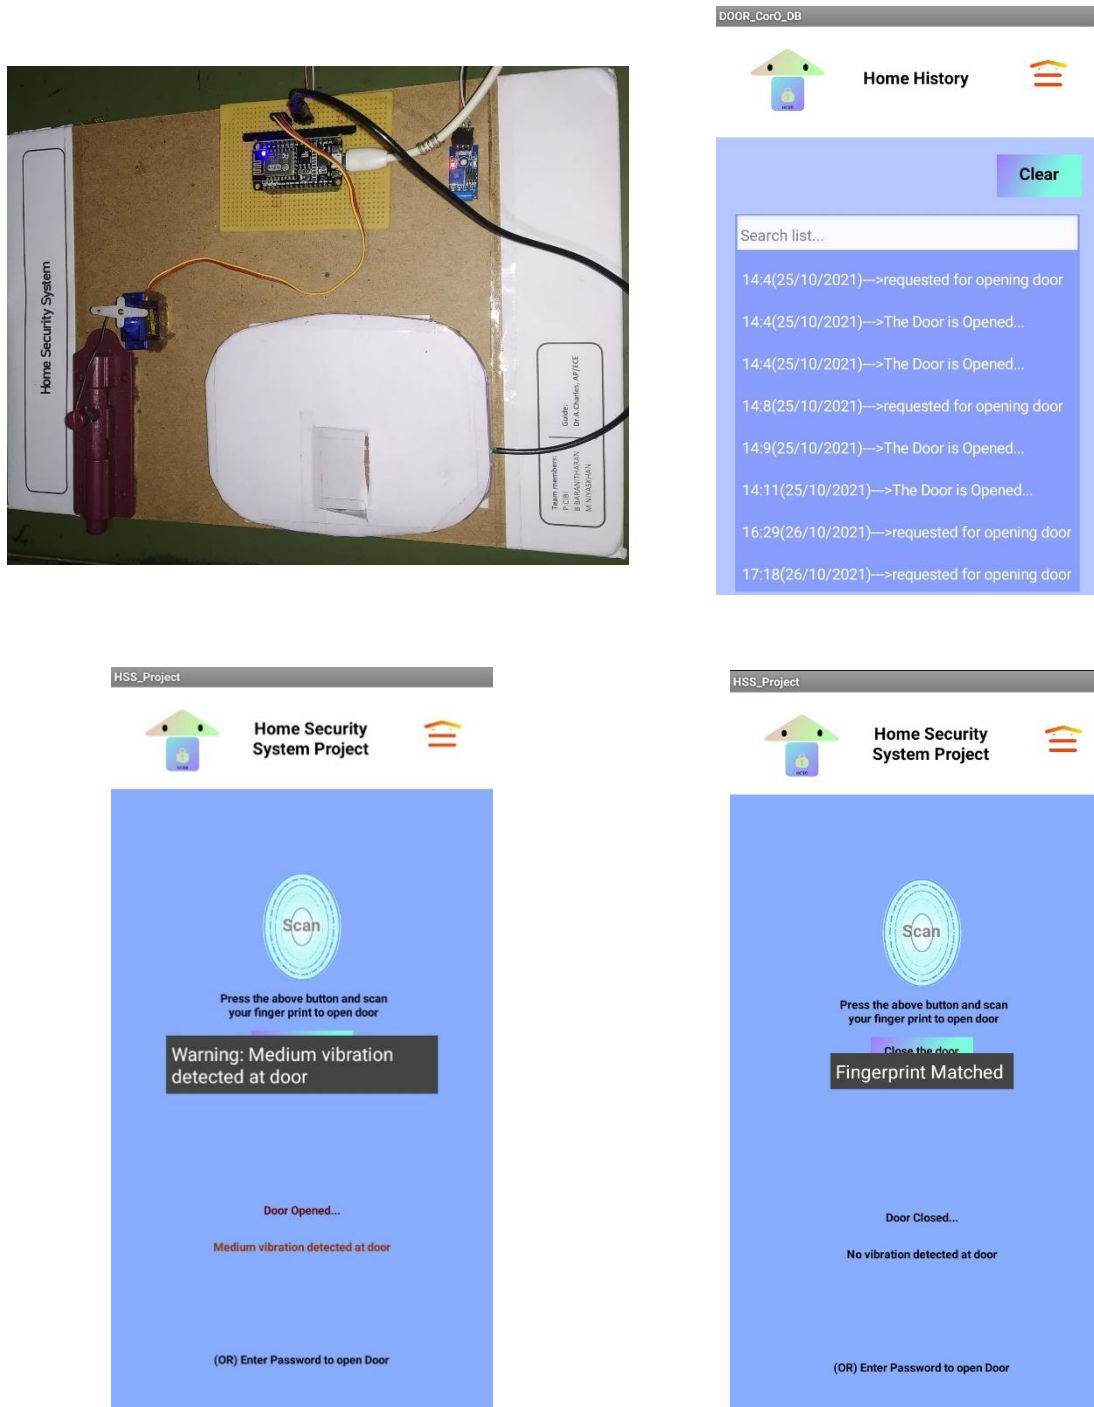 Home Security System
Team members:
P CIBI
B BARANITHARAN
M NIYASKHAN
Guide:
Dr.A.Charles, AP/ECE
DOOR_CorO_DB
Home History
Clear
Search list...
14:4(25/10/2021)--->requested for opening door
14:4(25/10/2021)--->The Door is Opened...
14:4(25/10/2021)--->The Door is Opened...
14:8(25/10/2021)--->requested for opening door
14:9(25/10/2021)--->The Door is Opened...
14:11(25/10/2021)--->The Door is Opened...
16:29(26/10/2021)--->requested for opening door
17:18(26/10/2021)--->requested for opening door
HSS_Project
Home Security
System Project
Scan
Press the above button and scan
your finger print to open door
Warning: Medium vibration
detected at door
Door Opened...
Medium vibration detected at door
(OR) Enter Password to open Door
HSS_Project
Home Security
System Project
Scan
Press the above button and scan
your finger print to open door
Close the door
Fingerprint Matched
Door Closed...
No vibration detected at door
(OR) Enter Password to open Door